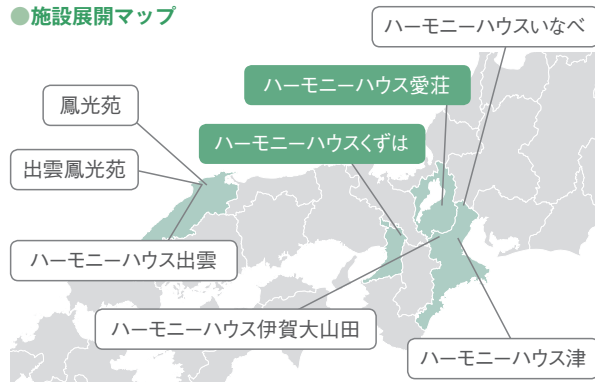 ●施設展開マップ
ハーモニーハウスいなべ
ハーモニーハウス愛荘
鳳光苑
ハーモニーハウスくずは
出雲鳳光苑
ハーモニーハウス出雲
ハーモニーハウス伊賀大山田
ハーモニーハウス津